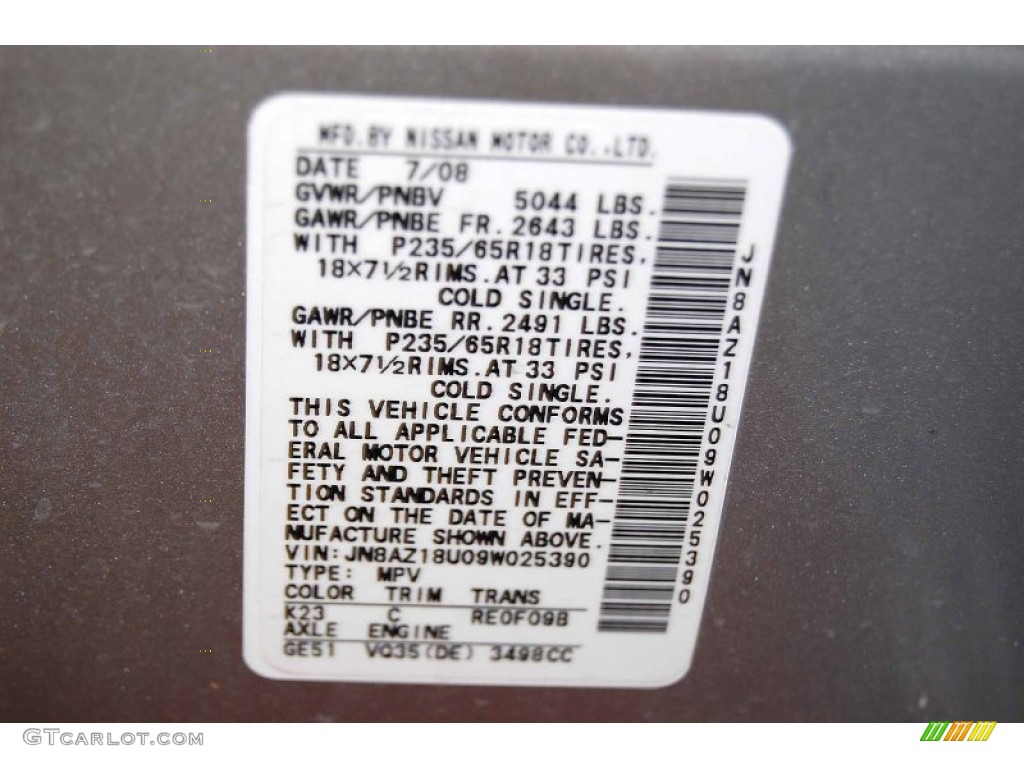 MFD.BY NISSAN MOTOR CO.,LTD.
DATE 7/08
GVWR/PNBV 5044 LBS.
GAWR/PNBE FR. 2643 LBS.
WITH P235/65R18TIRES,
18×7½RIMS.AT 33 PSI
COLD SINGLE.
GAWR/PNBE RR. 2491 LBS.
WITH P235/65R18TIRES,
18×7½RIMS.AT 33 PSI
COLD SINGLE.
THIS VEHICLE CONFORMS
TO ALL APPLICABLE FED-
ERAL MOTOR VEHICLE SA-
FETY AND THEFT PREVEN-
TION STANDARDS IN EFF-
ECT ON THE DATE OF MA-
NUFACTURE SHOWN ABOVE.
VIN:JN8AZ18U09W025390
TYPE: MPV
COLOR TRIM TRANS
K23 C RE0F09B
AXLE ENGINE
GE51 VQ35(DE) 3498CC
JN8AZ18U09W025390
GTCarLot.com